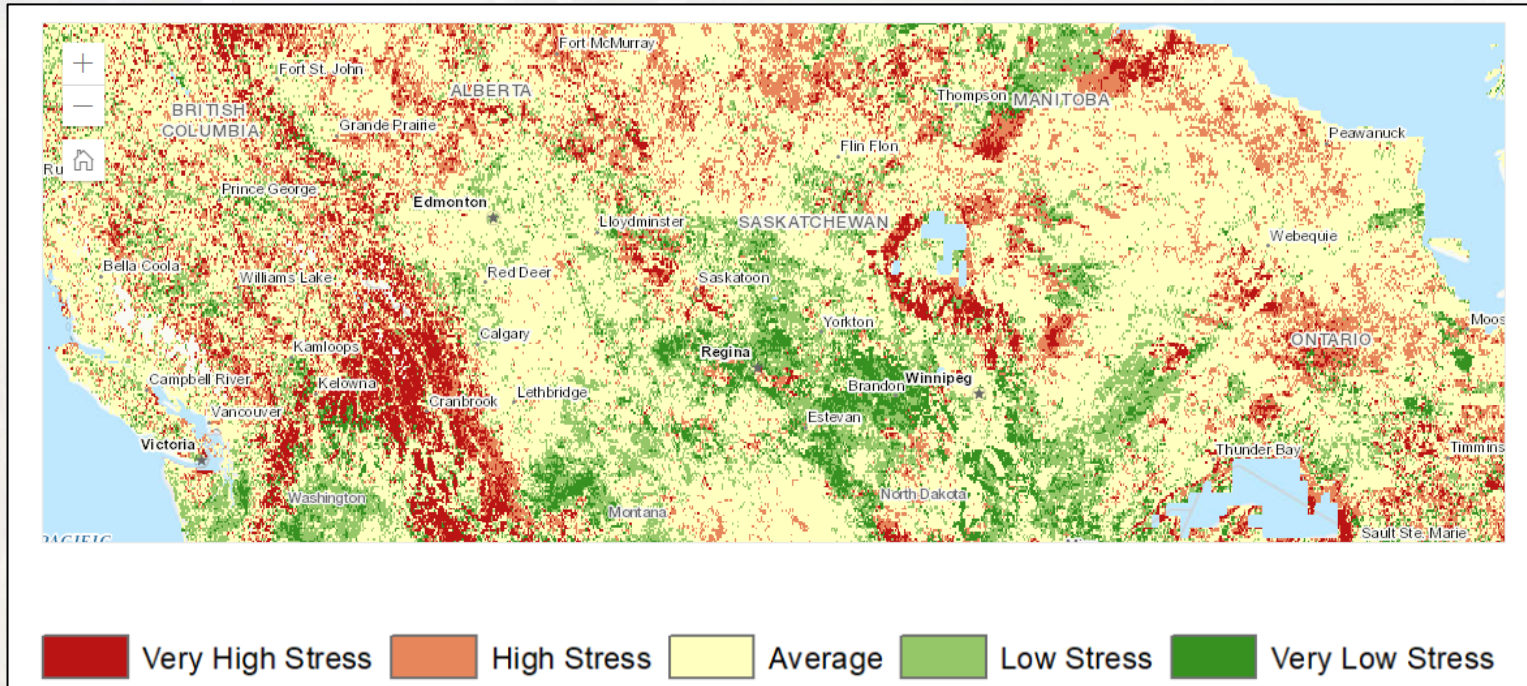 Fort McMurray
Fort St. John
ALBERTA
Thompson
MANITOBA
BRITISH
COLUMBIA
Grande Prairie
Peawanuck
Flin Flon
Prince George
Edmonton
Lloydminster
SASKATCHEWAN
Webequie
Bella Coola
Williams Lake
Red Deer
Saskatoon
Calgary
Yorkton
Kamloops
Regina
ONTARIO
Campbell River
Kelowna
Cranbrook
Lethbridge
Brandon
Winnipeg
Vancouver
Estevan
Victoria
Thunder Bay
Timmins
Washington
Montana
North Dakota
Sault Ste. Marie
PACIFIC
Very High Stress
High Stress
Average
Low Stress
Very Low Stress